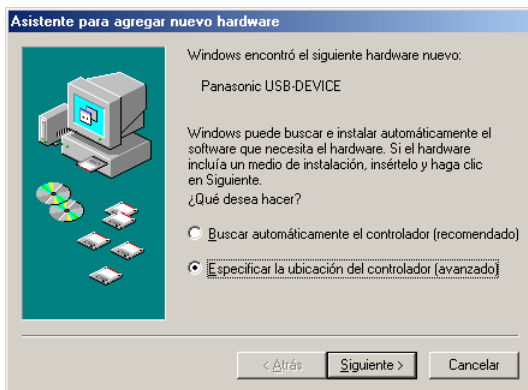 Asistente para agregar nuevo hardware
Windows encontró el siguiente hardware nuevo:
Panasonic USB-DEVICE
Windows puede buscar e instalar automáticamente el
software que necesita el hardware. Si el hardware
incluía un medio de instalación, insértelo y haga clic
en Siguiente.
¿Qué desea hacer?
Buscar automáticamente el controlador (recomendado)
Especificar la ubicación del controlador (avanzado)
< Atrás
Siguiente >
Cancelar